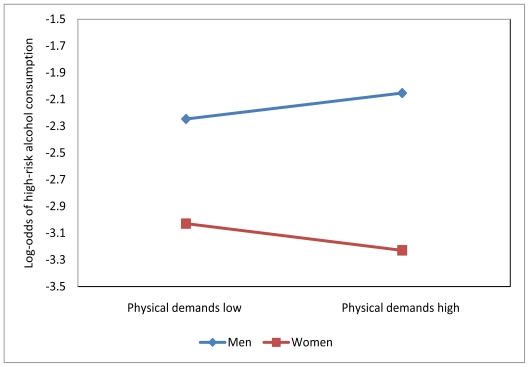 Log-odds of high-risk alcohol consumption
-1.5
-1.7
-1.9
-2.1
-2.3
-2.5
-2.7
-2.9
-3.1
-3.3
-3.5
Physical demands low
Physical demands high
Men
Women